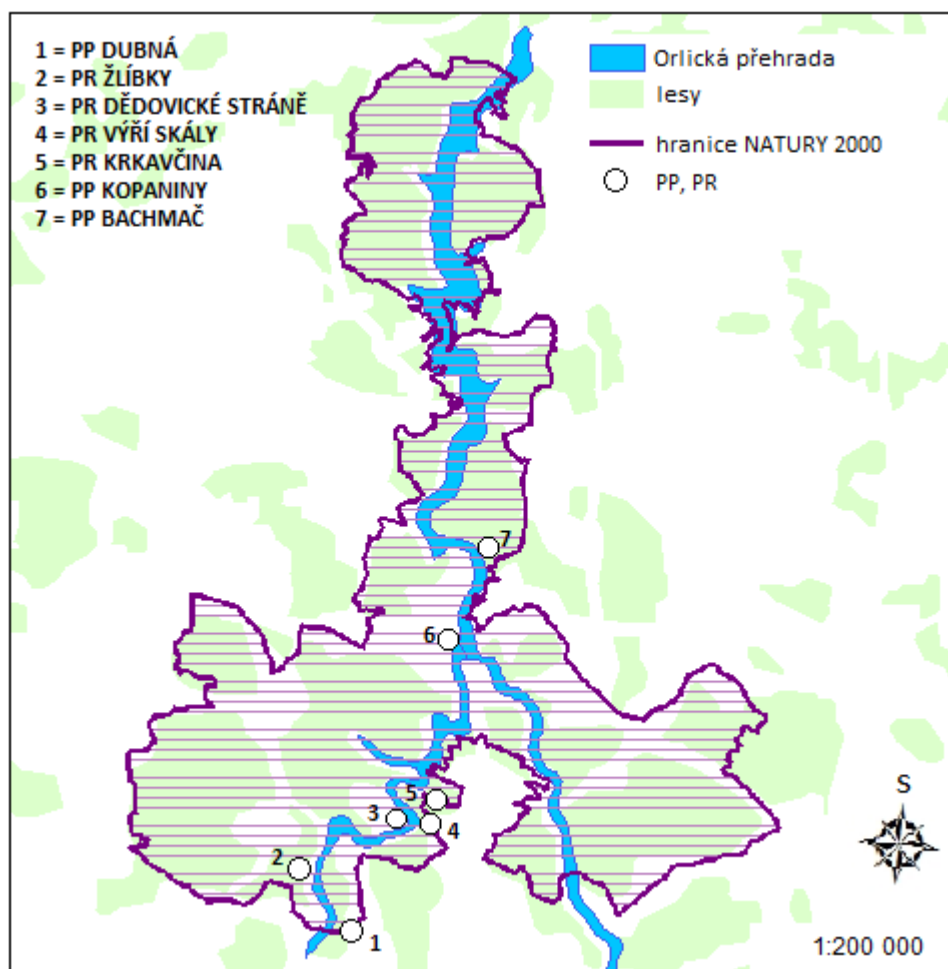 1 = PP DUBNÁ
2 = PR ŽLÍBKY
3 = PR DĚDOVICKÉ STRÁNĚ
4 = PR VÝŘÍ SKÁLY
5 = PR KRKAVČINA
6 = PP KOPANINY
7 = PP BACHMAČ
Orlická přehrada
lesy
hranice NATURY 2000
PP, PR
7
6
5
3
4
2
1
S
1:200 000